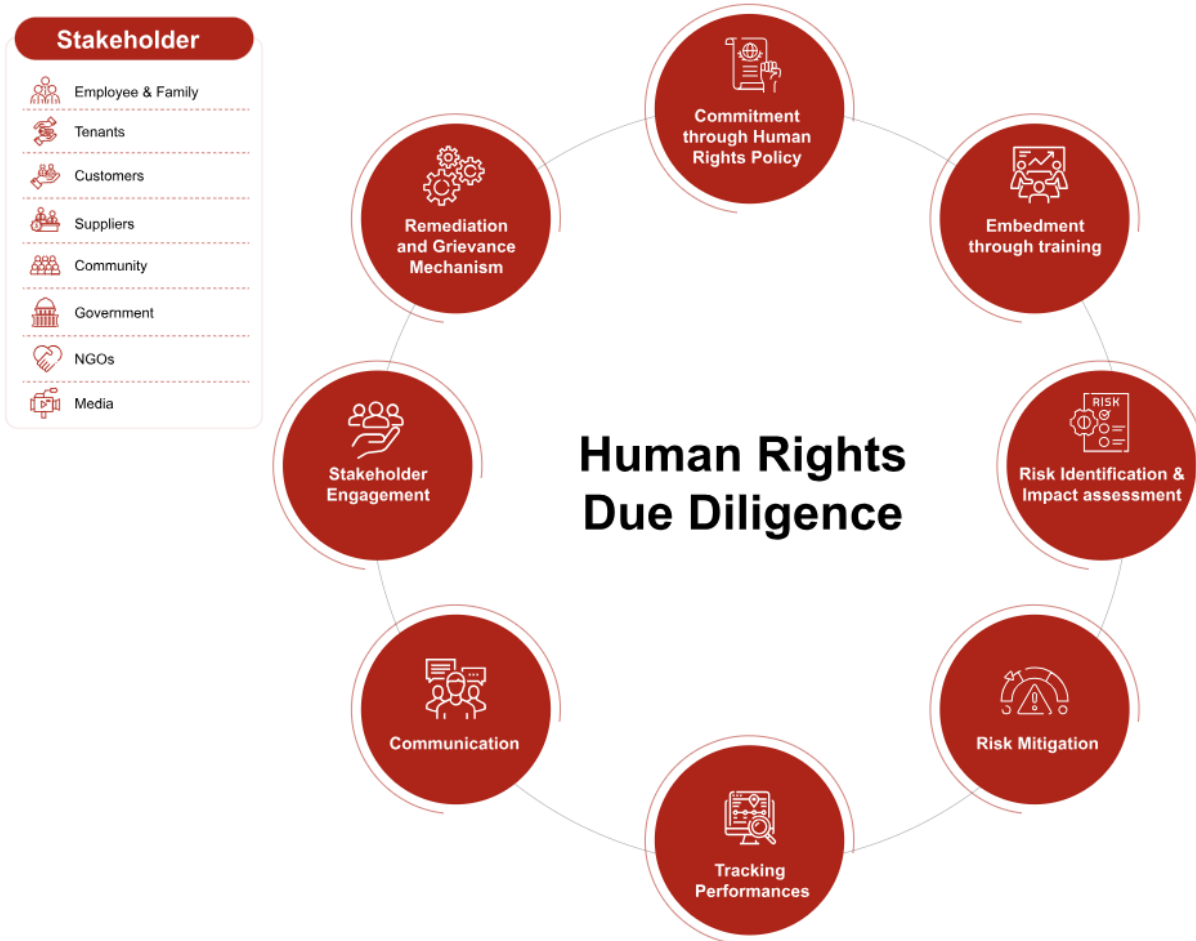 Stakeholder
Employee & Family
Tenants
Customers
Suppliers
Community
Government
NGOs
Media
Human Rights
Due Diligence
Commitment
through Human
Rights Policy
Embedment
through training
RISK
Risk Identification &
Impact assessment
Risk Mitigation
Tracking
Performances
Communication
Stakeholder
Engagement
Remediation
and Grievance
Mechanism